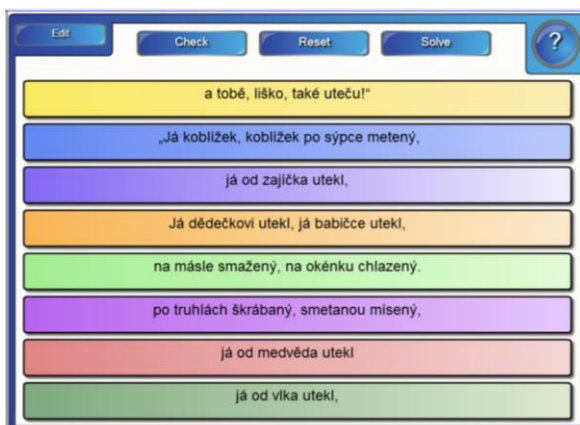 Edit
Check Reset Solve ?
a tobě, liško, také uteču!“
„Já koblížek, koblížek po sýpce metený,
já od zajíčka utekl,
Já dědečkovi utekl, já babičce utekl,
na másle smažený, na okénku chlazený.
po truhlách škrábaný, smetanou mísený,
já od medvěda utekl
já od vlka utekl,